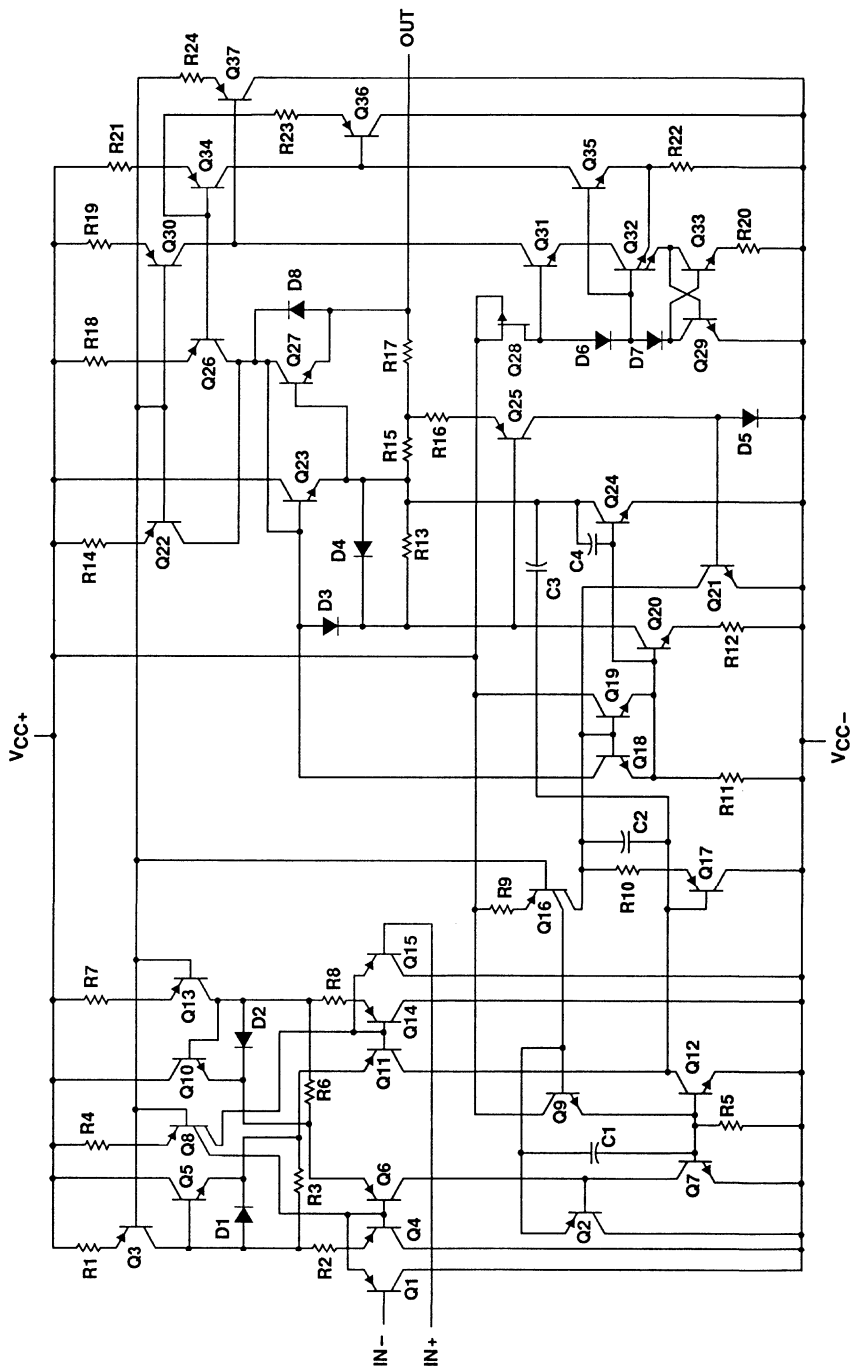 VCC+
R1
Q3
R4
Q5
Q8
D1
R7
Q10
Q13
D2
R3
R6
R2
Q1
Q4
Q6
R8
Q11
Q14
Q15
IN-
IN+
R14
Q22
R18
Q26
R19
Q30
R21
Q34
R24
Q37
R23
Q36
D3
D4
Q23
Q27
D8
R13
R15
R17
OUT
R16
Q25
R9
Q16
Q9
C1
Q2
Q7
R5
Q12
R10
C2
Q17
Q18
Q19
R11
C3
C4
Q20
R12
Q21
Q24
D5
Q28
D6
D7
Q29
Q31
Q32
Q33
R20
Q35
R22
VCC-